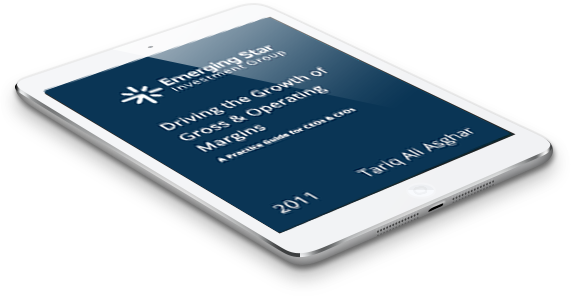 Emerging Star
Investment Group
Driving the Growth of
Gross & Operating
Margins
A Practice Guide for CEOs & CFOs
2011
Tariq Ali Asghar